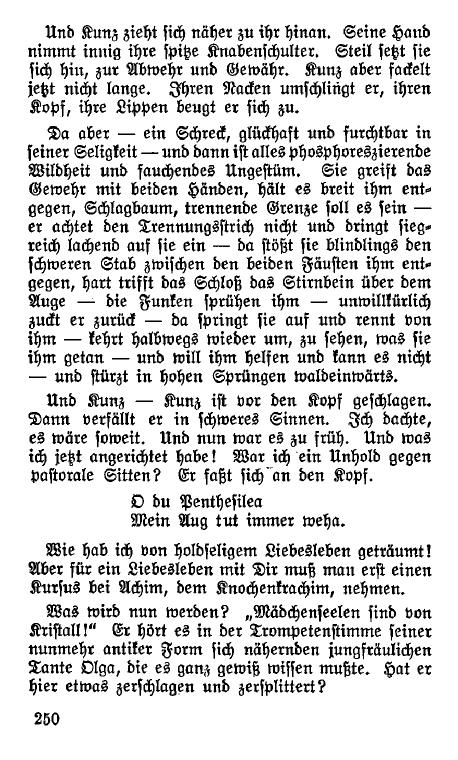 Und Kunz zieht sich näher zu ihr hinan. Seine Hand
nimmt innig ihre spitze Knabenschulter. Steil setzt sie
sich hin, zur Abwehr und Gewähr. Kunz aber fackelt
jetzt nicht lange. Ihren Nacken umschlingt er, ihren
Kopf, ihre Lippen beugt er sich zu.
Da aber — ein Schreck, glückhaft und furchtbar in
seiner Seligkeit — und dann ist alles phosphoreszierende
Wildheit und fauchendes Ungestüm. Sie greift das
Gewehr mit beiden Händen, hält es breit ihm ent-
gegen, Schlagbaum, trennende Grenze soll es sein —
er achtet den Trennungsstrich nicht und dringt sieg-
reich lachend auf sie ein — da stößt sie blindlings den
schweren Stab zwischen den beiden Fäusten ihm ent-
gegen, hart trifft das Schloß das Stirnbein über dem
Auge — die Funken sprühen ihm — unwillkürlich
zuckt er zurück — da springt sie auf und rennt von
ihm — kehrt halbwegs wieder um, zu sehen, was sie
ihm getan — und will ihm helfen und kann es nicht
— und stürzt in hohen Sprüngen waldeinwärts.
Und Kunz — Kunz ist vor den Kopf geschlagen.
Dann verfällt er in schweres Sinnen. Ich dachte,
es wäre soweit. Und nun war es zu früh. Und was
ich jetzt angerichtet habe! War ich ein Unhold gegen
pastorale Sitten? Er faßt sich an den Kopf.
O du Penthesilea
Mein Aug tut immer weha.
Wie hab ich von holdseligem Liebesleben geträumt!
Aber für ein Liebesleben mit Dir muß man erst einen
Kursus bei Achim, dem Knochenkrachim, nehmen.
Was wird nun werden? „Mädchenseelen sind von
Kristall!“ Er hört es in der Trompetenstimme seiner
nunmehr antiker Form sich nähernden jungfräulichen
Tante Olga, die es ganz gewiß wissen mußte. Hat er
hier etwas zerschlagen und zersplittert?
250